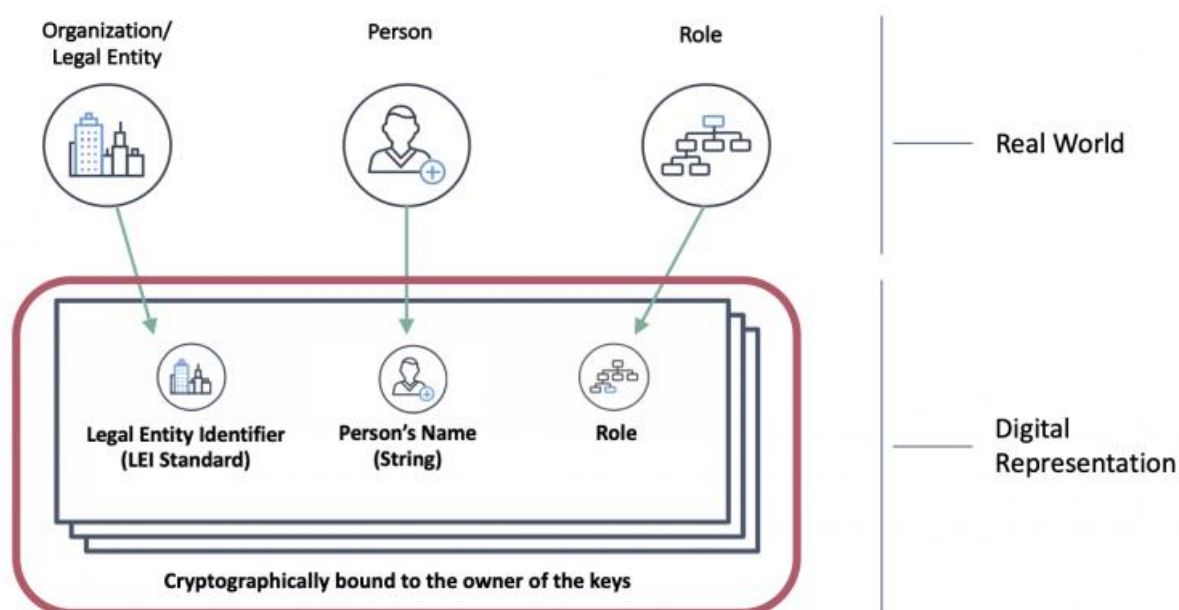 Organization/
Legal Entity
Person
Role
Real World
Legal Entity Identifier
(LEI Standard)
Person's Name
(String)
Role
Digital
Representation
Cryptographically bound to the owner of the keys